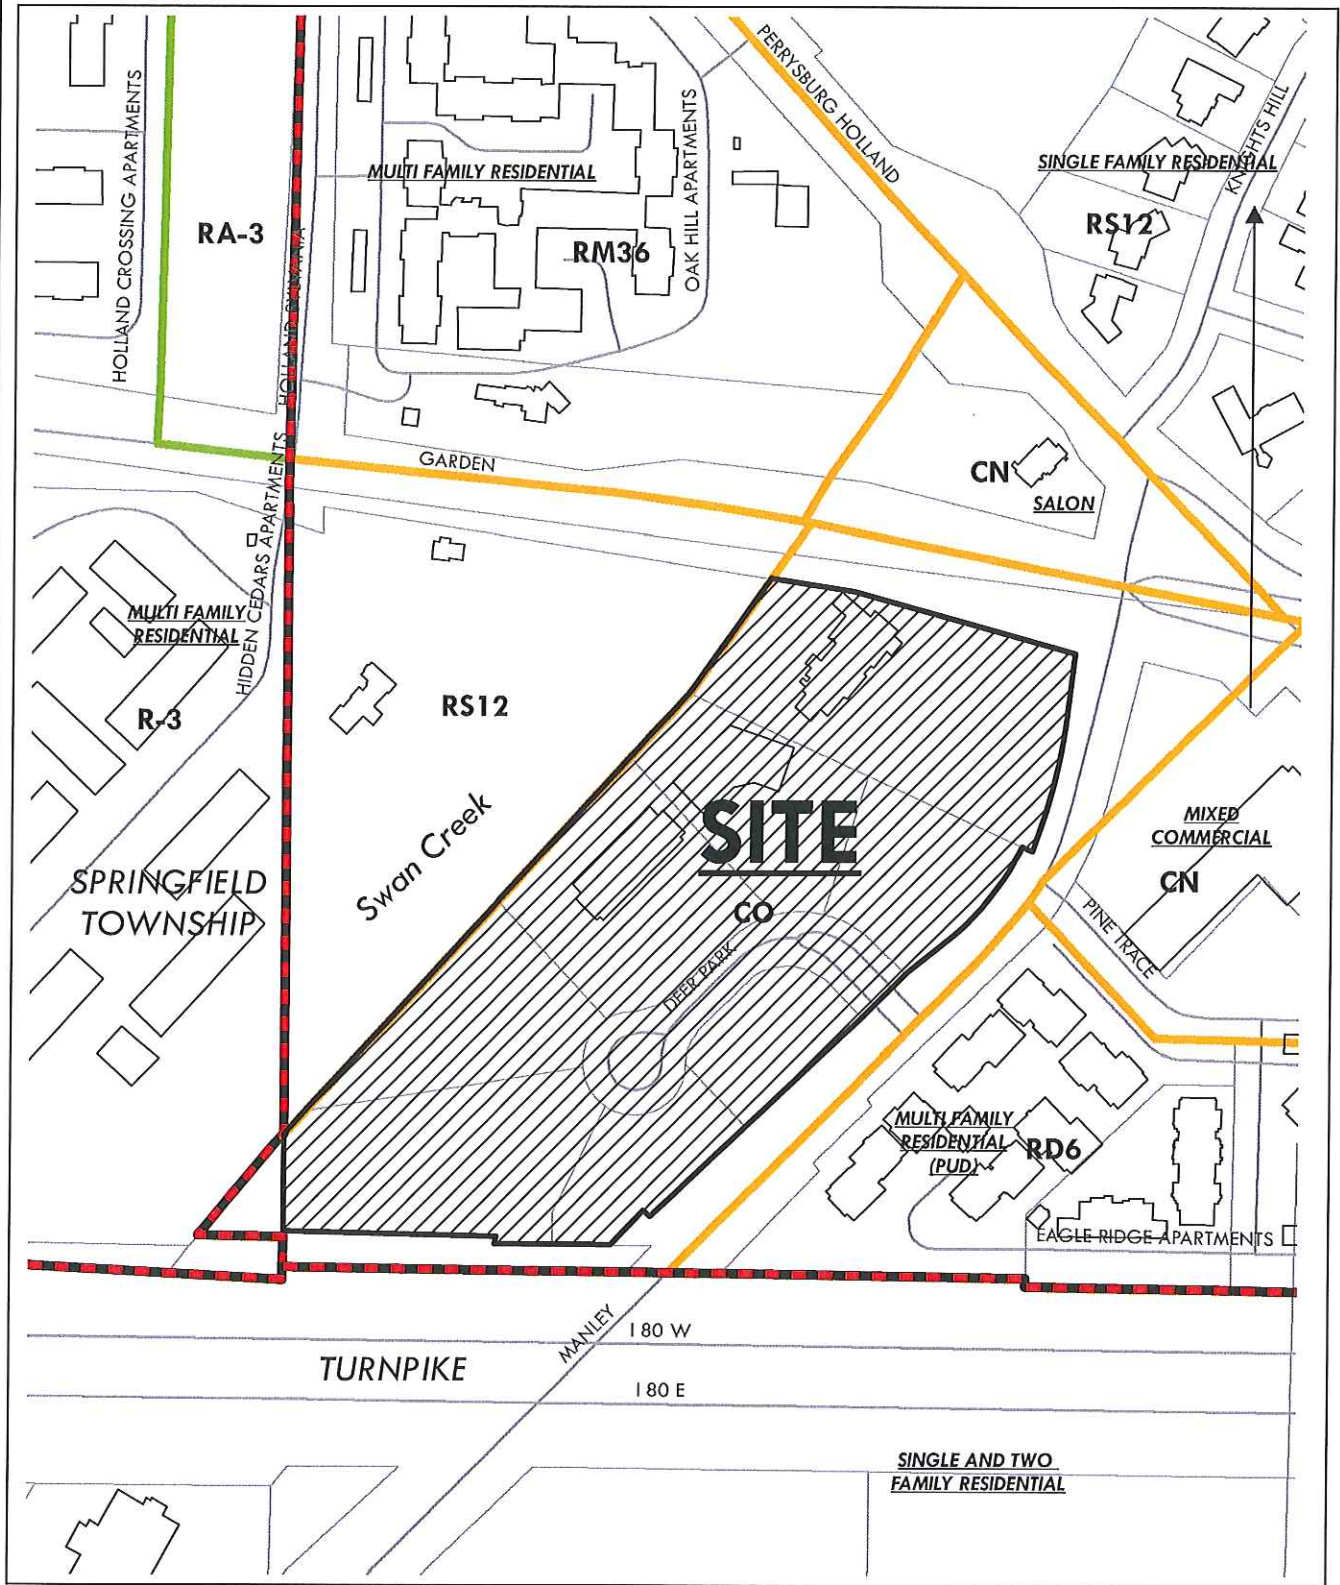 PERRYSBURG HOLLAND
HOLLAND CROSSING APARTMENTS
OAK HILL APARTMENTS
KNIGHTS HILL
MULTI FAMILY RESIDENTIAL
SINGLE FAMILY RESIDENTIAL
RA-3
RS12
RM36
HOLLAND SYLVANIA
GARDEN
CN
SALON
HIDDEN CEDARS APARTMENTS
MULTI FAMILY
RESIDENTIAL
R-3
RS12
Swan Creek
SITE
CO
MIXED
COMMERCIAL
CN
SPRINGFIELD
TOWNSHIP
PINE TRACE
DEER PARK
MULTI FAMILY
RESIDENTIAL
(PUD)
RD6
EAGLE RIDGE APARTMENTS
MANLEY
I 80 W
TURNPIKE
I 80 E
SINGLE AND TWO
FAMILY RESIDENTIAL